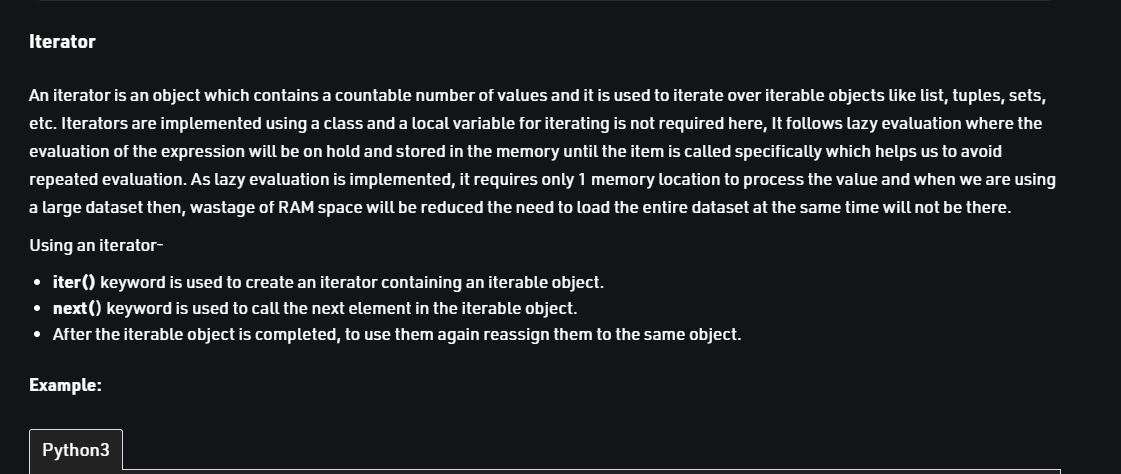 Iterator
An iterator is an object which contains a countable number of values and it is used to iterate over iterable objects like list, tuples, sets,
etc. Iterators are implemented using a class and a local variable for iterating is not required here, It follows lazy evaluation where the
evaluation of the expression will be on hold and stored in the memory until the item is called specifically which helps us to avoid
repeated evaluation. As lazy evaluation is implemented, it requires only 1 memory location to process the value and when we are using
a large dataset then, wastage of RAM space will be reduced the need to load the entire dataset at the same time will not be there.
Using an iterator-
• iter() keyword is used to create an iterator containing an iterable object.
• next() keyword is used to call the next element in the iterable object.
• After the iterable object is completed, to use them again reassign them to the same object.
Example:
Python3